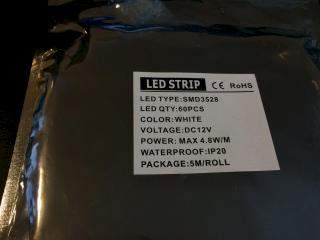 LED STRIP CE RoHS
LED TYPE:SMD3528
LED QTY:60PCS
COLOR:WHITE
VOLTAGE:DC12V
POWER: MAX 4.8W/M
WATERPROOF:IP20
PACKAGE:5M/ROLL